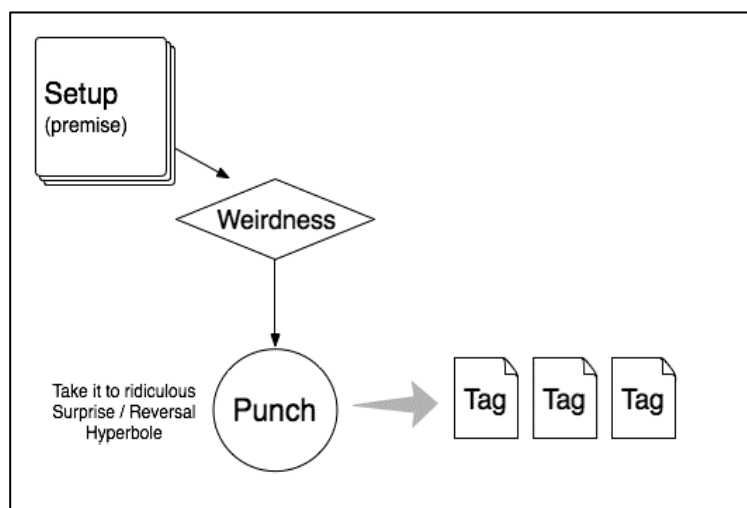 Setup
(premise)
Weirdness
Take it to ridiculous
Surprise / Reversal
Hyperbole
Punch
Tag
Tag
Tag